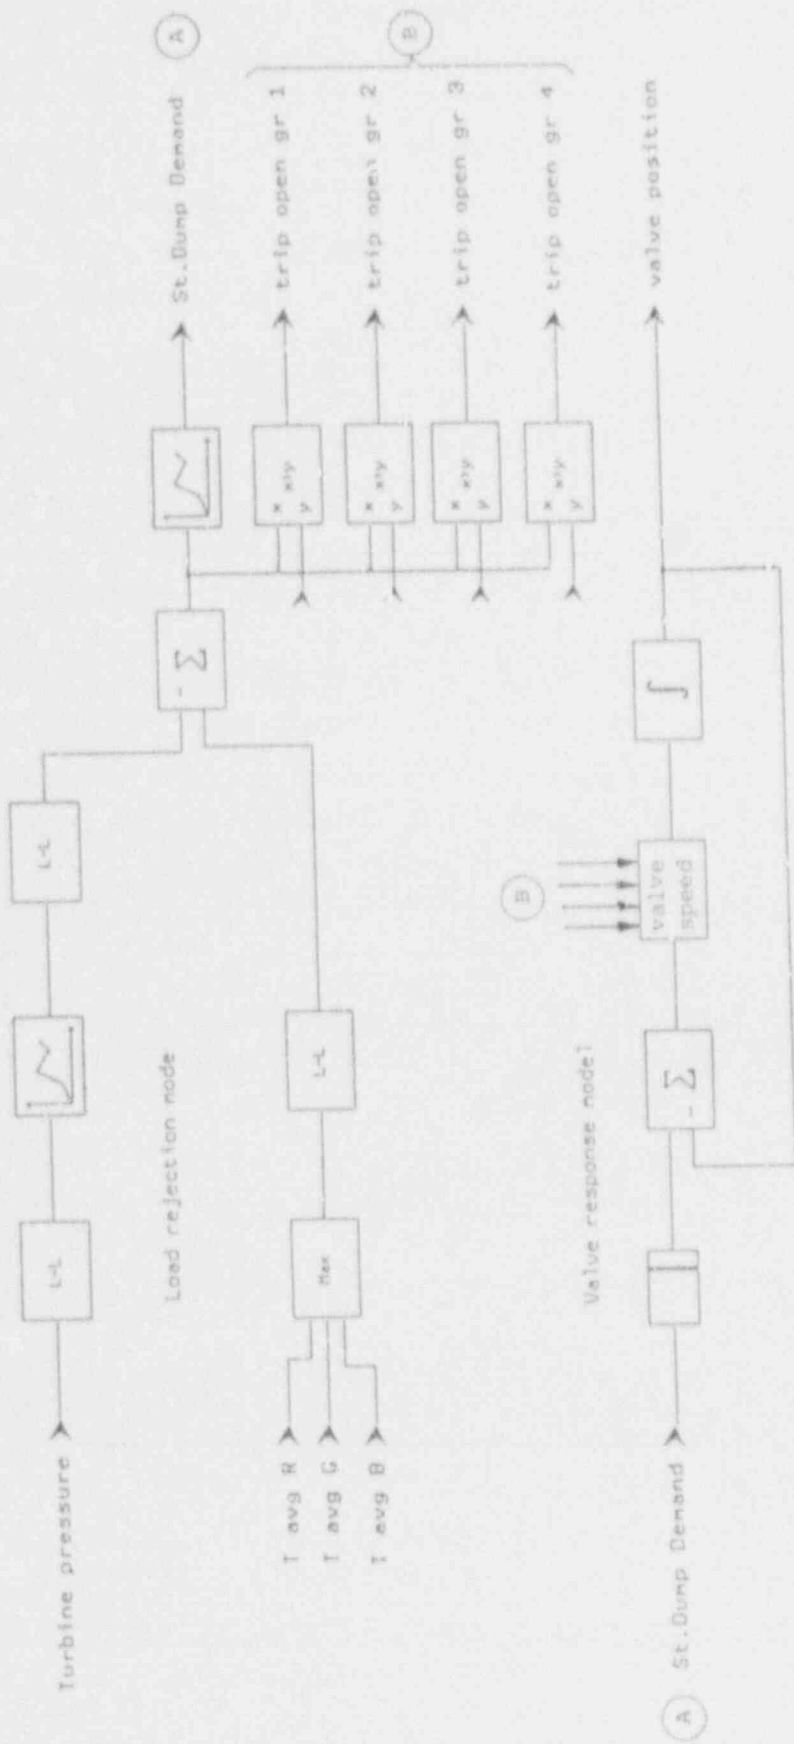 Turbine pressure
L-L
L-L
Load rejection mode
T avg R
T avg G
T avg B
Max
L-L
- Σ
St.Dump Demand
A
x
x>y
y
trip open gr 1
x
x>y
y
trip open gr 2
x
x>y
y
trip open gr 3
x
x>y
y
trip open gr 4
B
Valve response model
A
St.Dump Demand
- Σ
B
valve
speed
∫
valve position